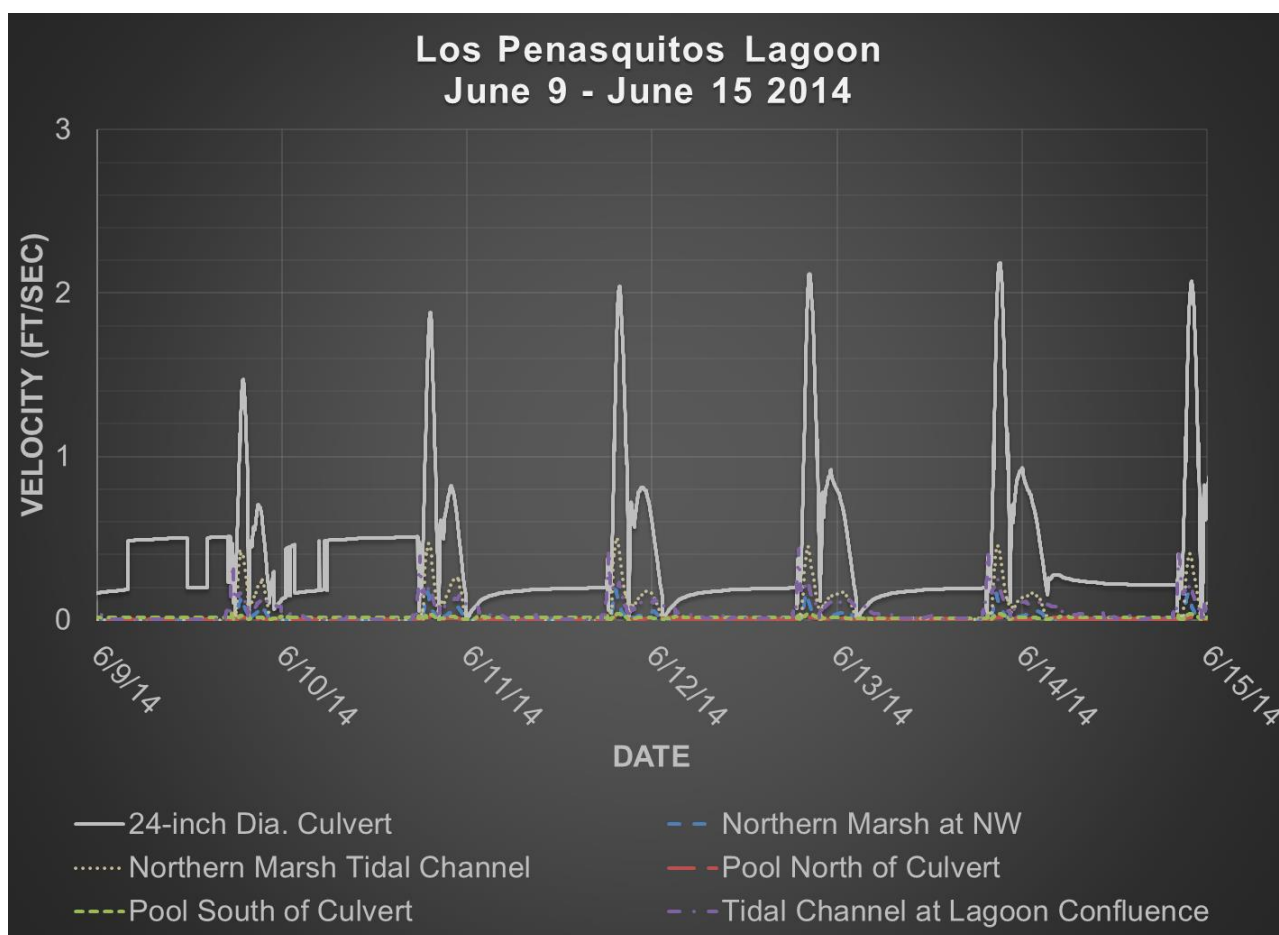 Los Penasquitos Lagoon
June 9 - June 15 2014
3
2
1
0
VELOCITY (FT/SEC)
6/9/14
6/10/14
6/11/14
6/12/14
6/13/14
6/14/14
6/15/14
DATE
24-inch Dia. Culvert
Northern Marsh at NW
Northern Marsh Tidal Channel
Pool North of Culvert
Pool South of Culvert
Tidal Channel at Lagoon Confluence